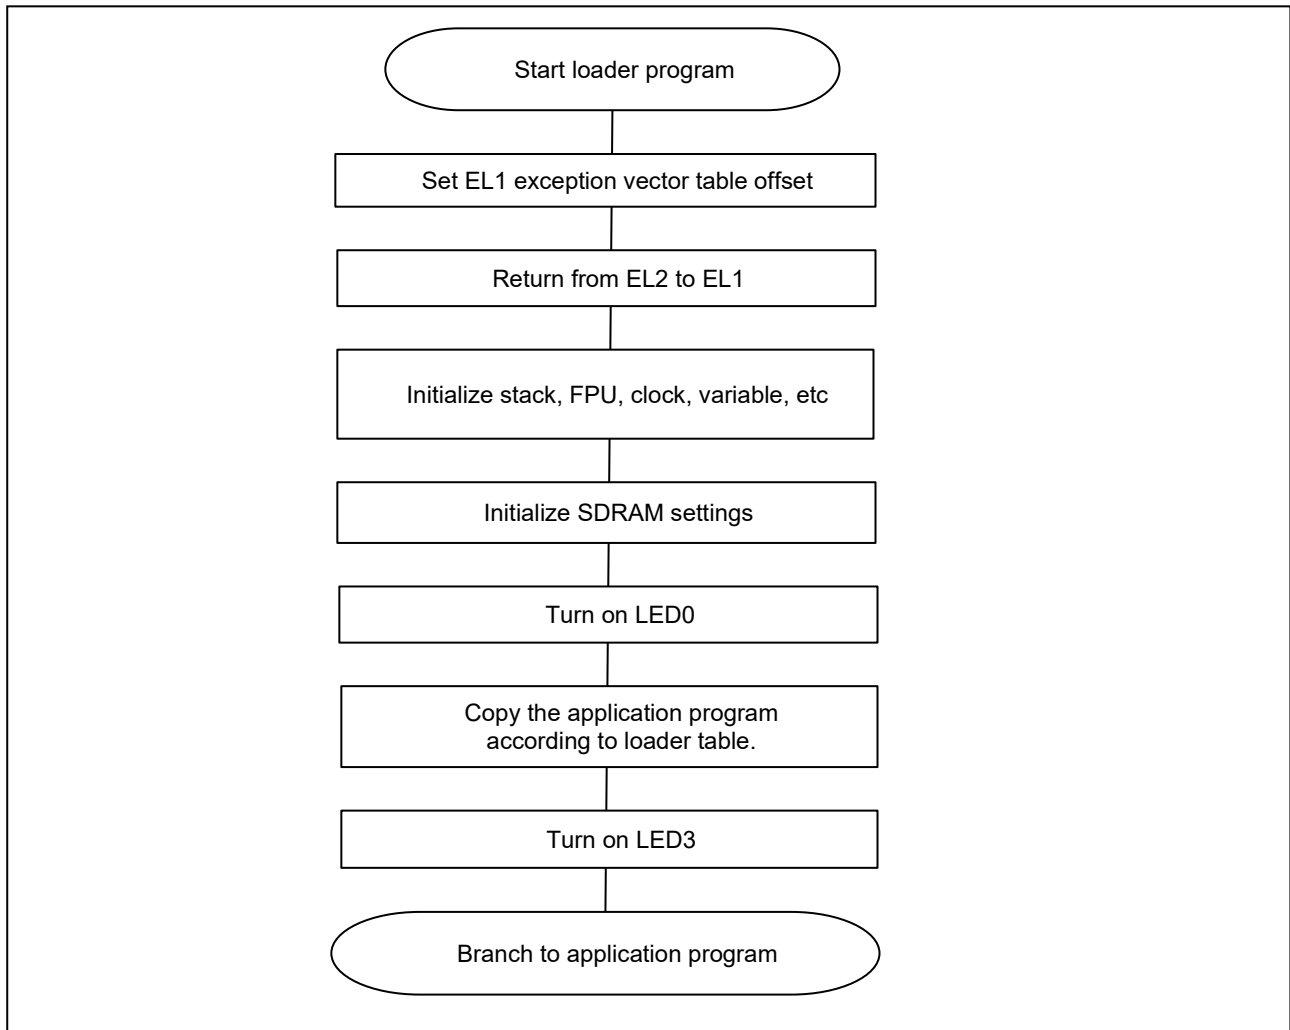 Start loader program
Set EL1 exception vector table offset
Return from EL2 to EL1
Initialize stack, FPU, clock, variable, etc
Initialize SDRAM settings
Turn on LED0
Copy the application program
according to loader table.
Turn on LED3
Branch to application program